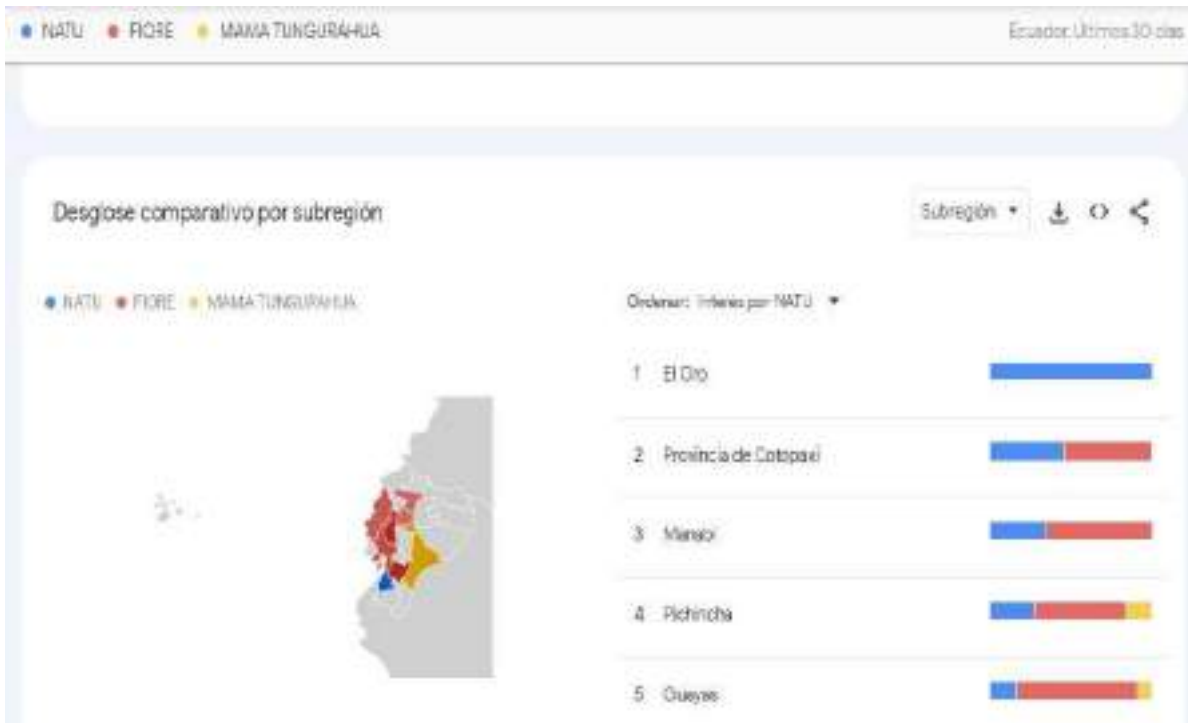 NATU FIORE MAMA TUNGURAHUA
Ecuador. Últimos 30 días
Desglose comparativo por subregión
Subregión
NATU FIORE MAMA TUNGURAHUA
Ordenar: Interés por NATU
1 El Oro
2 Provincia de Cotopaxi
3 Manabí
4 Pichincha
5 Guayas